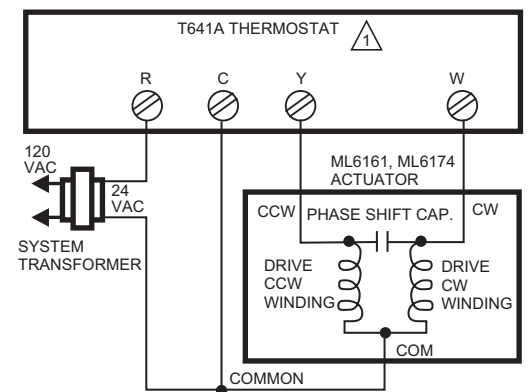 T641A THERMOSTAT
1
R C Y W
120
VAC
24
VAC
SYSTEM
TRANSFORMER
ML6161, ML6174
ACTUATOR
CCW PHASE SHIFT CAP. CW
DRIVE
CCW
WINDING
DRIVE
CW
WINDING
COM
COMMON